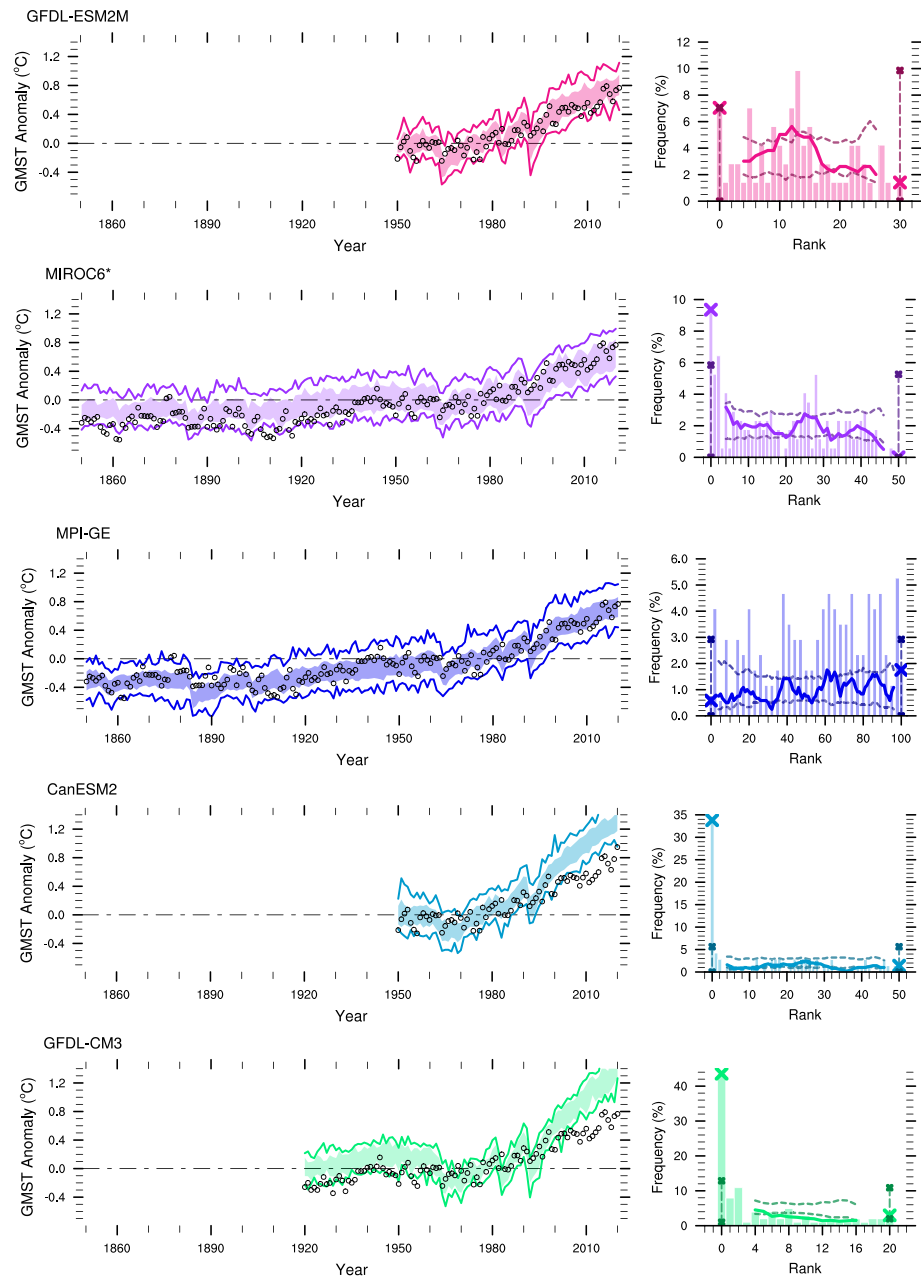 GFDL-ESM2M
GMST Anomaly (°C)
1.2
0.8
0.4
0.0
-0.4
1860 1890 1920 1950 1980 2010
Year
Frequency (%)
12
10
8
6
4
2
0
0 10 20 30
Rank
MIROC6*
GMST Anomaly (°C)
1.2
0.8
0.4
0.0
-0.4
1860 1890 1920 1950 1980 2010
Year
Frequency (%)
10
8
6
4
2
0
0 10 20 30 40 50
Rank
MPI-GE
GMST Anomaly (°C)
1.2
0.8
0.4
0.0
-0.4
1860 1890 1920 1950 1980 2010
Year
Frequency (%)
6.0
5.0
4.0
3.0
2.0
1.0
0.0
0 20 40 60 80 100
Rank
CanESM2
GMST Anomaly (°C)
1.2
0.8
0.4
0.0
-0.4
1860 1890 1920 1950 1980 2010
Year
Frequency (%)
35
30
25
20
15
10
5
0
0 10 20 30 40 50
Rank
GFDL-CM3
GMST Anomaly (°C)
1.2
0.8
0.4
0.0
-0.4
1860 1890 1920 1950 1980 2010
Year
Frequency (%)
40
30
20
10
0
0 4 8 12 16 20
Rank